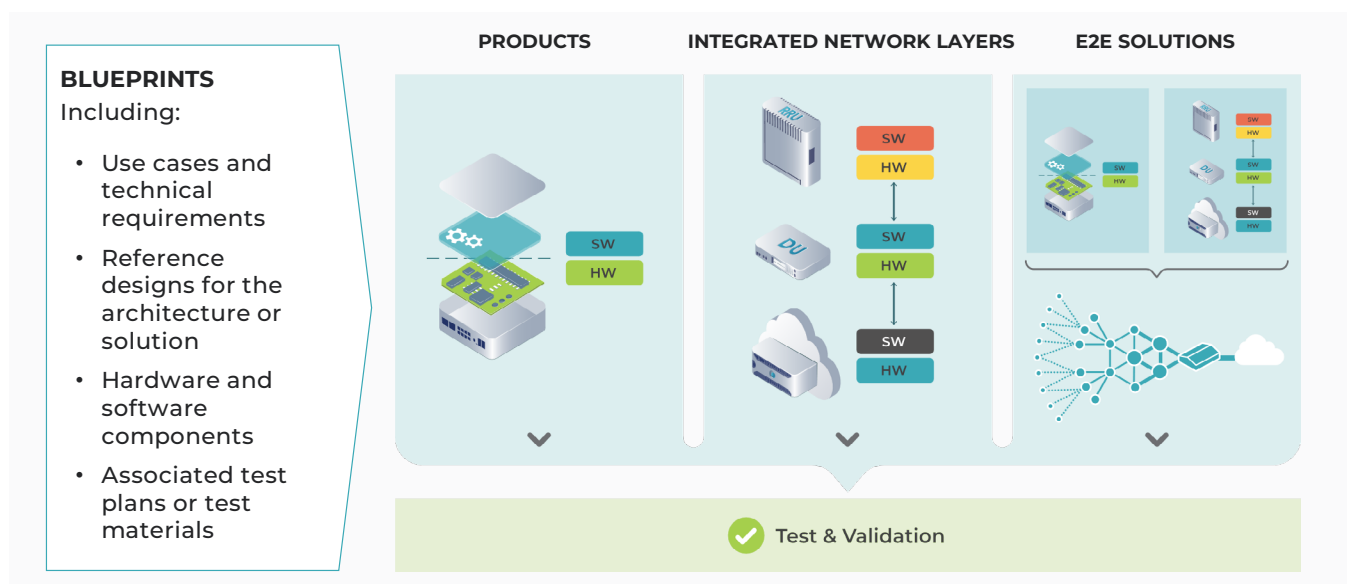 BLUEPRINTS
Including:
• Use cases and
technical
requirements
• Reference
designs for the
architecture or
solution
• Hardware and
software
components
• Associated test
plans or test
materials
PRODUCTS
SW
HW
INTEGRATED NETWORK LAYERS
RRU
SW
HW
DU
SW
HW
SW
HW
E2E SOLUTIONS
SW
HW
RRU
SW
HW
DU
SW
HW
SW
HW
Test & Validation